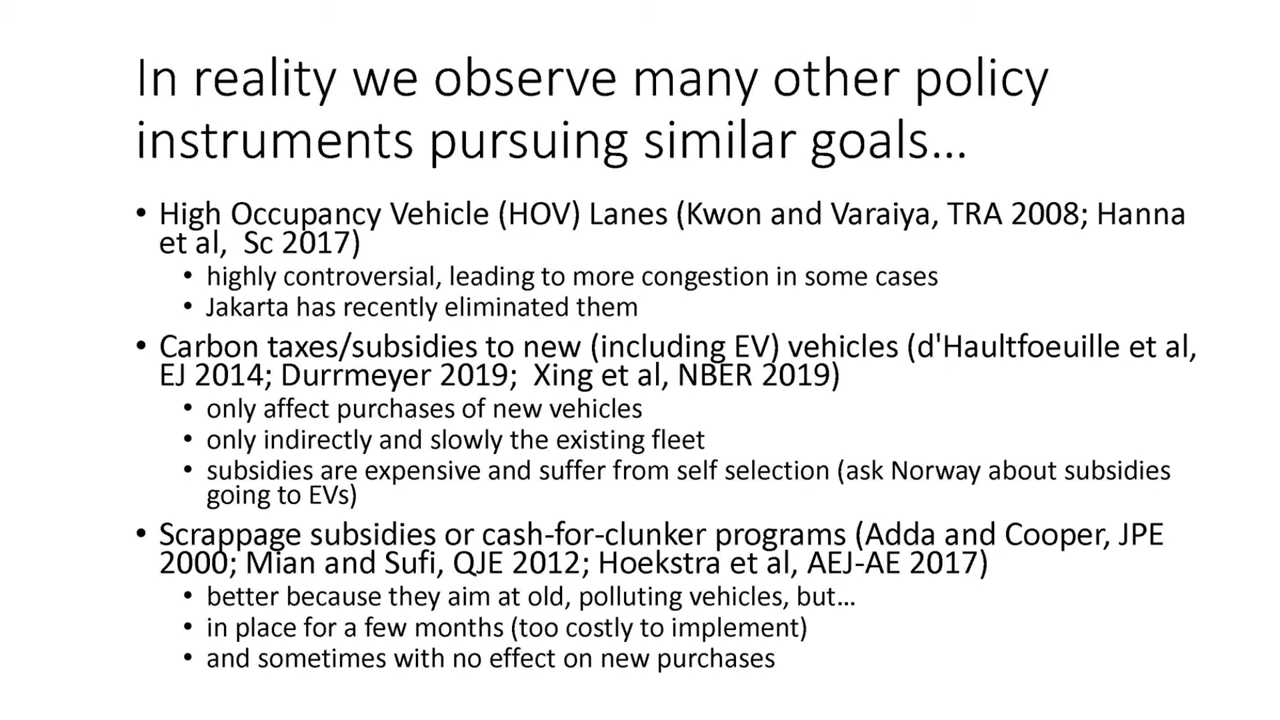 In reality we observe many other policy
instruments pursuing similar goals…
• High Occupancy Vehicle (HOV) Lanes (Kwon and Varaiya, TRA 2008; Hanna
et al,  Sc 2017)
• highly controversial, leading to more congestion in some cases
• Jakarta has recently eliminated them
• Carbon taxes/subsidies to new (including EV) vehicles (d'Haultfoeuille et al,
EJ 2014; Durrmeyer 2019;  Xing et al, NBER 2019)
• only affect purchases of new vehicles
• only indirectly and slowly the existing fleet
• subsidies are expensive and suffer from self selection (ask Norway about subsidies
going to EVs)
• Scrappage subsidies or cash-for-clunker programs (Adda and Cooper, JPE
2000; Mian and Sufi, QJE 2012; Hoekstra et al, AEJ-AE 2017)
• better because they aim at old, polluting vehicles, but…
• in place for a few months (too costly to implement)
• and sometimes with no effect on new purchases